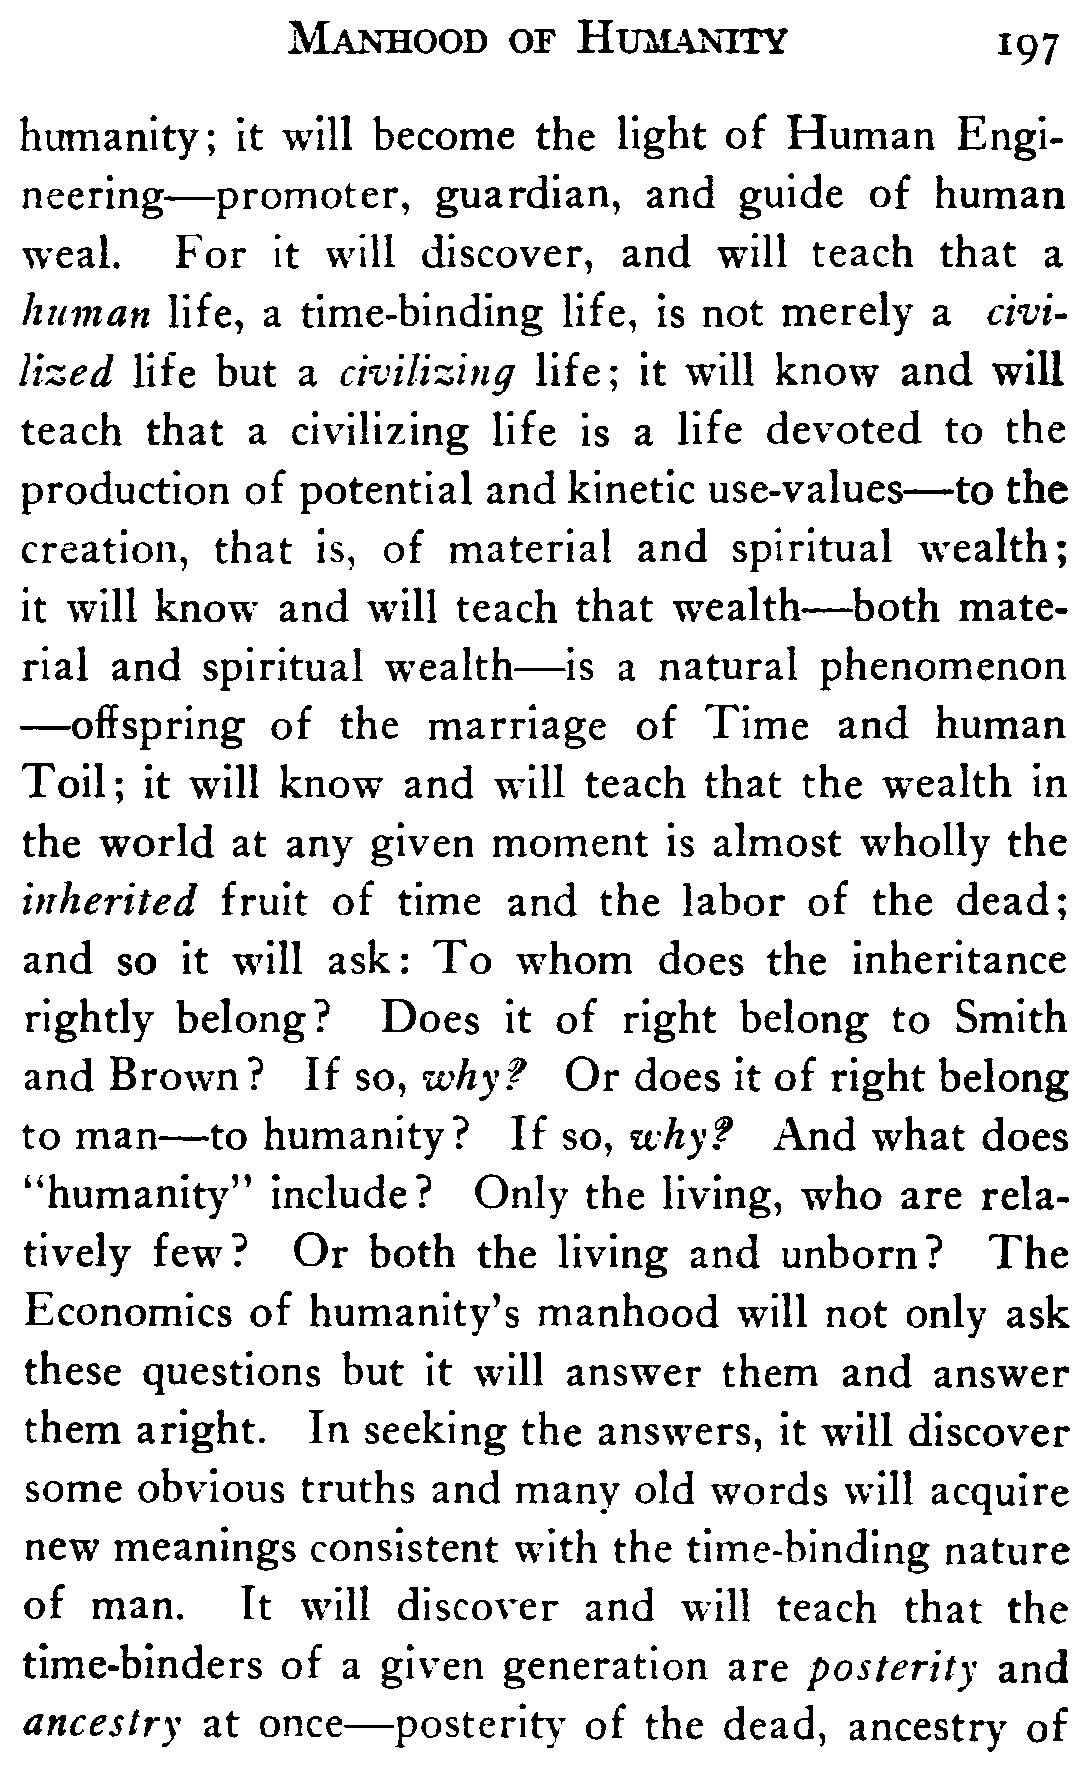 MANHOOD OF HUMANITY 197
humanity; it will become the light of Human Engi-
neering—promoter, guardian, and guide of human
weal. For it will discover, and will teach that a
human life, a time-binding life, is not merely a civi-
lized life but a civilizing life; it will know and will
teach that a civilizing life is a life devoted to the
production of potential and kinetic use-values—to the
creation, that is, of material and spiritual wealth;
it will know and will teach that wealth—both mate-
rial and spiritual wealth—is a natural phenomenon
—offspring of the marriage of Time and human
Toil; it will know and will teach that the wealth in
the world at any given moment is almost wholly the
inherited fruit of time and the labor of the dead;
and so it will ask: To whom does the inheritance
rightly belong? Does it of right belong to Smith
and Brown? If so, why? Or does it of right belong
to man—to humanity? If so, why? And what does
"humanity" include? Only the living, who are rela-
tively few? Or both the living and unborn? The
Economics of humanity's manhood will not only ask
these questions but it will answer them and answer
them aright. In seeking the answers, it will discover
some obvious truths and many old words will acquire
new meanings consistent with the time-binding nature
of man. It will discover and will teach that the
time-binders of a given generation are posterity and
ancestry at once—posterity of the dead, ancestry of